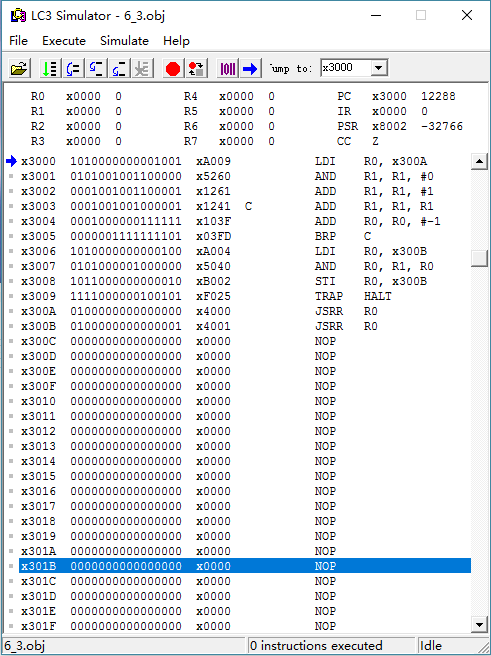 LC3 Simulator - 6_3.obj
File Execute Simulate Help
Jump to: x3000
R0 x0000 0 R4 x0000 0 PC x3000 12288
R1 x0000 0 R5 x0000 0 IR x0000 0
R2 x0000 0 R6 x0000 0 PSR x8002 -32766
R3 x0000 0 R7 x0000 0 CC Z
x3000 1010000000001001 xA009 LDI R0, x300A
x3001 0101001001100000 x5260 AND R1, R1, #0
x3002 0001001001100001 x1261 ADD R1, R1, #1
x3003 0001001001000001 x1241 C ADD R1, R1, R1
x3004 0001000000111111 x103F ADD R0, R0, #-1
x3005 0000001111111101 x03FD BRP C
x3006 1010000000000100 xA004 LDI R0, x300B
x3007 0101000001000000 x5040 AND R0, R1, R0
x3008 1011000000000010 xB002 STI R0, x300B
x3009 1111000000100101 xF025 TRAP HALT
x300A 0100000000000000 x4000 JSRR R0
x300B 0100000000000001 x4001 JSRR R0
x300C 0000000000000000 x0000 NOP
x300D 0000000000000000 x0000 NOP
x300E 0000000000000000 x0000 NOP
x300F 0000000000000000 x0000 NOP
x3010 0000000000000000 x0000 NOP
x3011 0000000000000000 x0000 NOP
x3012 0000000000000000 x0000 NOP
x3013 0000000000000000 x0000 NOP
x3014 0000000000000000 x0000 NOP
x3015 0000000000000000 x0000 NOP
x3016 0000000000000000 x0000 NOP
x3017 0000000000000000 x0000 NOP
x3018 0000000000000000 x0000 NOP
x3019 0000000000000000 x0000 NOP
x301A 0000000000000000 x0000 NOP
x301B 0000000000000000 x0000 NOP
x301C 0000000000000000 x0000 NOP
x301D 0000000000000000 x0000 NOP
x301E 0000000000000000 x0000 NOP
x301F 0000000000000000 x0000 NOP
6_3.obj 0 instructions executed Idle